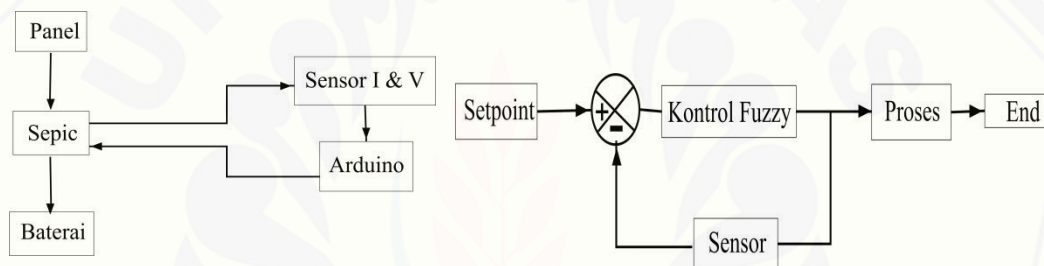 Panel
Sensor I & V
Sepic
Arduino
Baterai
Setpoint
+
-
Kontrol Fuzzy
Proses
End
Sensor